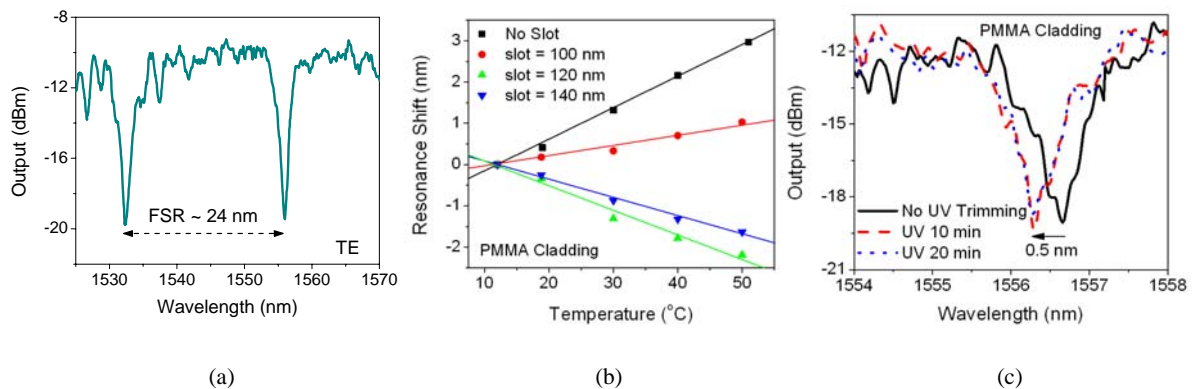 -8
-12
-16
-20
Output (dBm)
FSR ~ 24 nm
TE
1530
1540
1550
1560
1570
Wavelength (nm)
(a)
3
2
1
0
-1
-2
Resonance Shift (nm)
No Slot
slot = 100 nm
slot = 120 nm
slot = 140 nm
PMMA Cladding
10
20
30
40
50
Temperature (°C)
(b)
-12
-15
-18
-21
Output (dBm)
PMMA Cladding
No UV Trimming
UV 10 min
UV 20 min
0.5 nm
1554
1555
1556
1557
1558
Wavelength (nm)
(c)